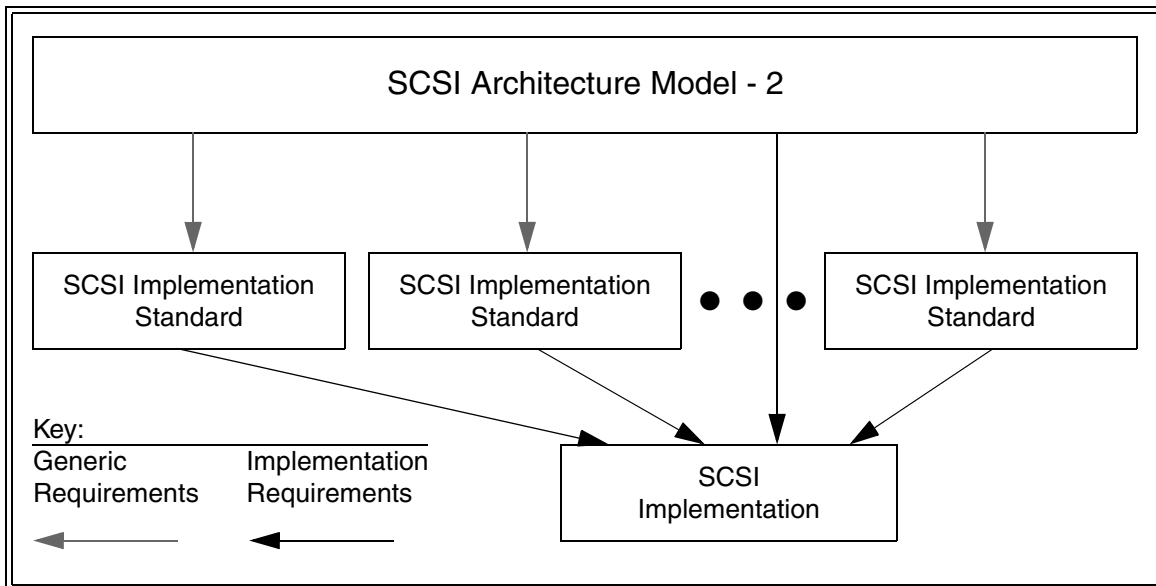 SCSI Architecture Model - 2
SCSI Implementation
Standard
SCSI Implementation
Standard
SCSI Implementation
Standard
Key:
Generic
Requirements
Implementation
Requirements
SCSI
Implementation